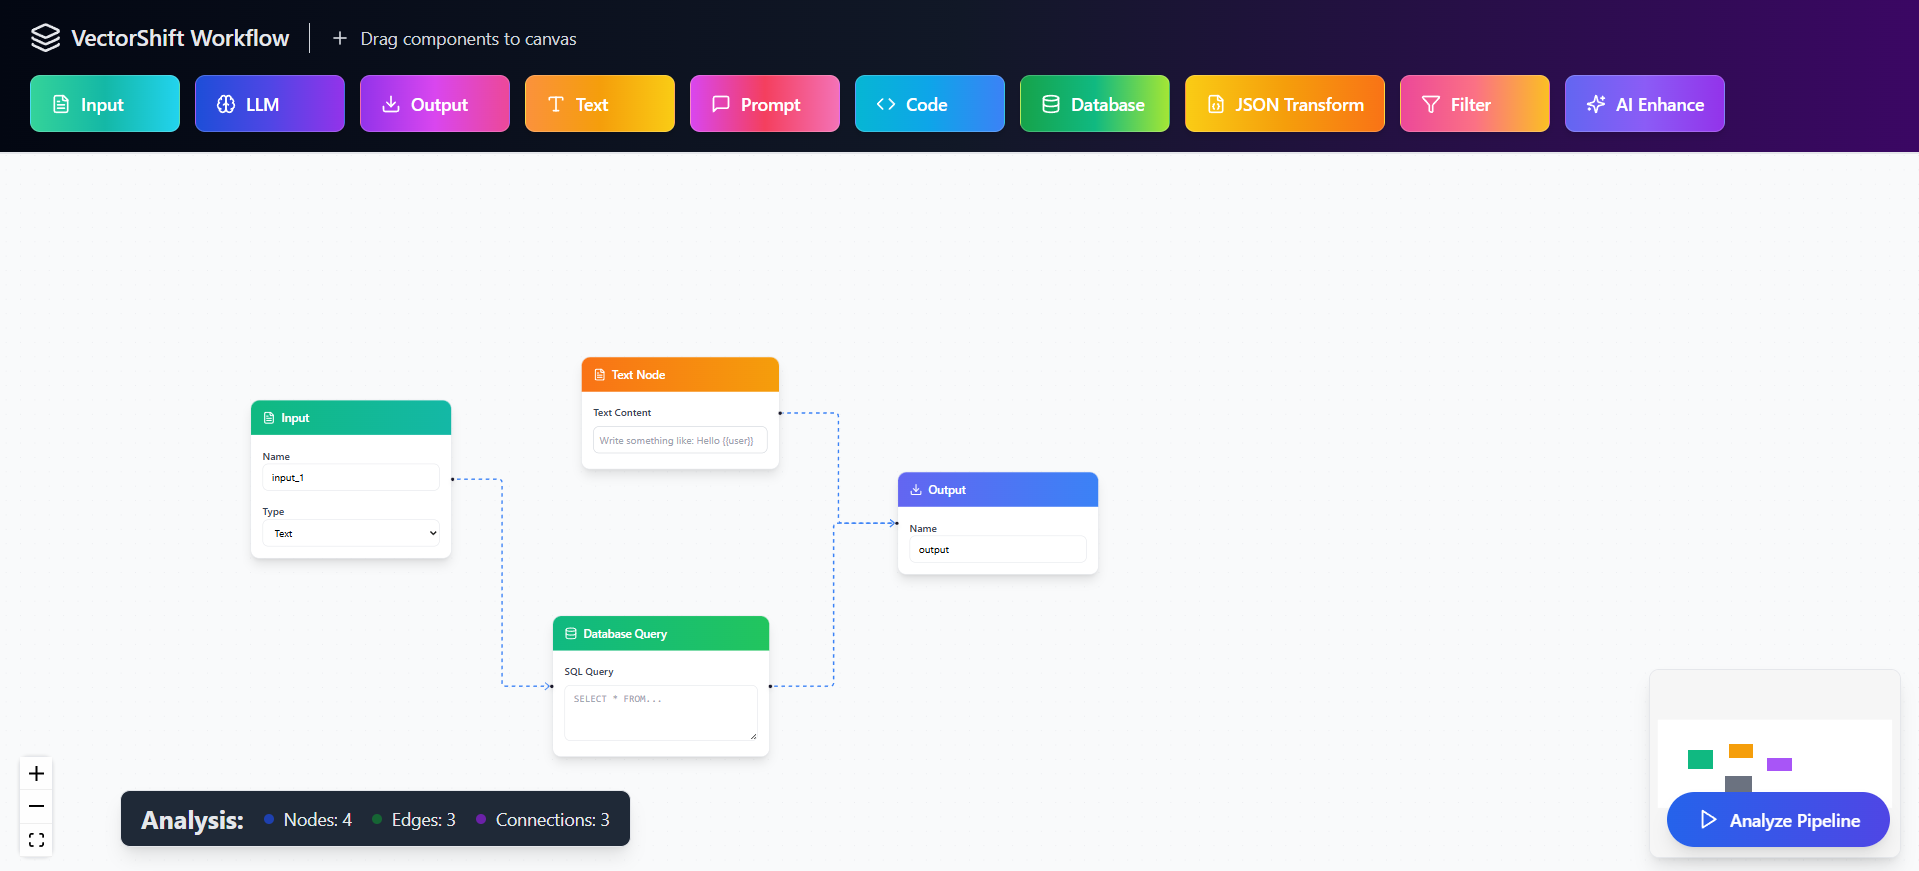 VectorShift Workflow
Drag components to canvas
Input
LLM
Output
Text
Prompt
Code
Database
JSON Transform
Filter
AI Enhance
Text Node
Text Content
Write something like: Hello {{user}}
Input
Name
input_1
Type
Text
Output
Name
output
Database Query
SQL Query
SELECT * FROM...
Analysis: Nodes: 4 Edges: 3 Connections: 3
Analyze Pipeline